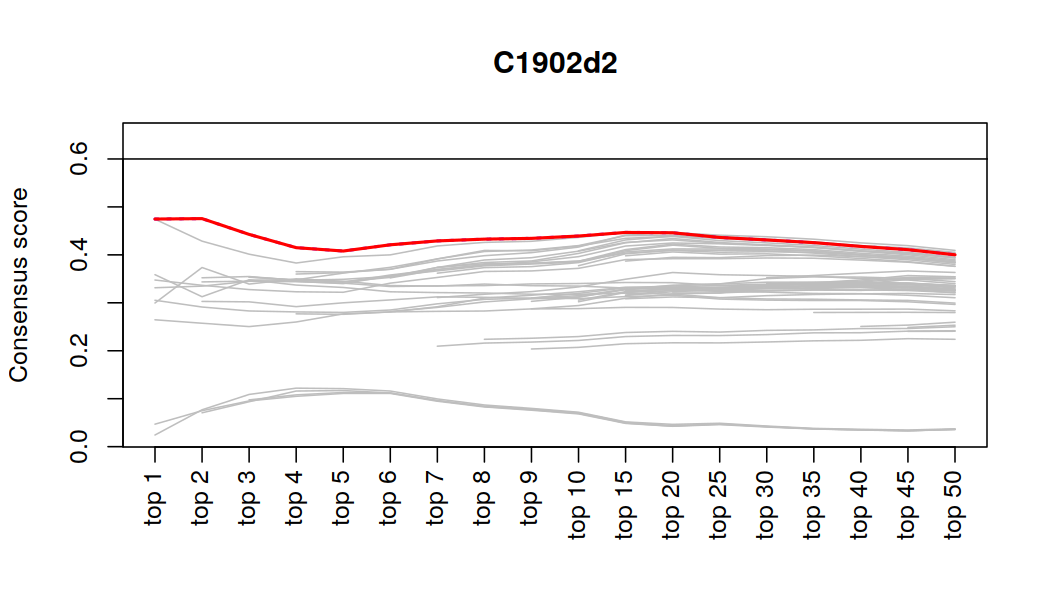 C1902d2
Consensus score
0.6
0.4
0.2
0.0
top 1
top 2
top 3
top 4
top 5
top 6
top 7
top 8
top 9
top 10
top 15
top 20
top 25
top 30
top 35
top 40
top 45
top 50